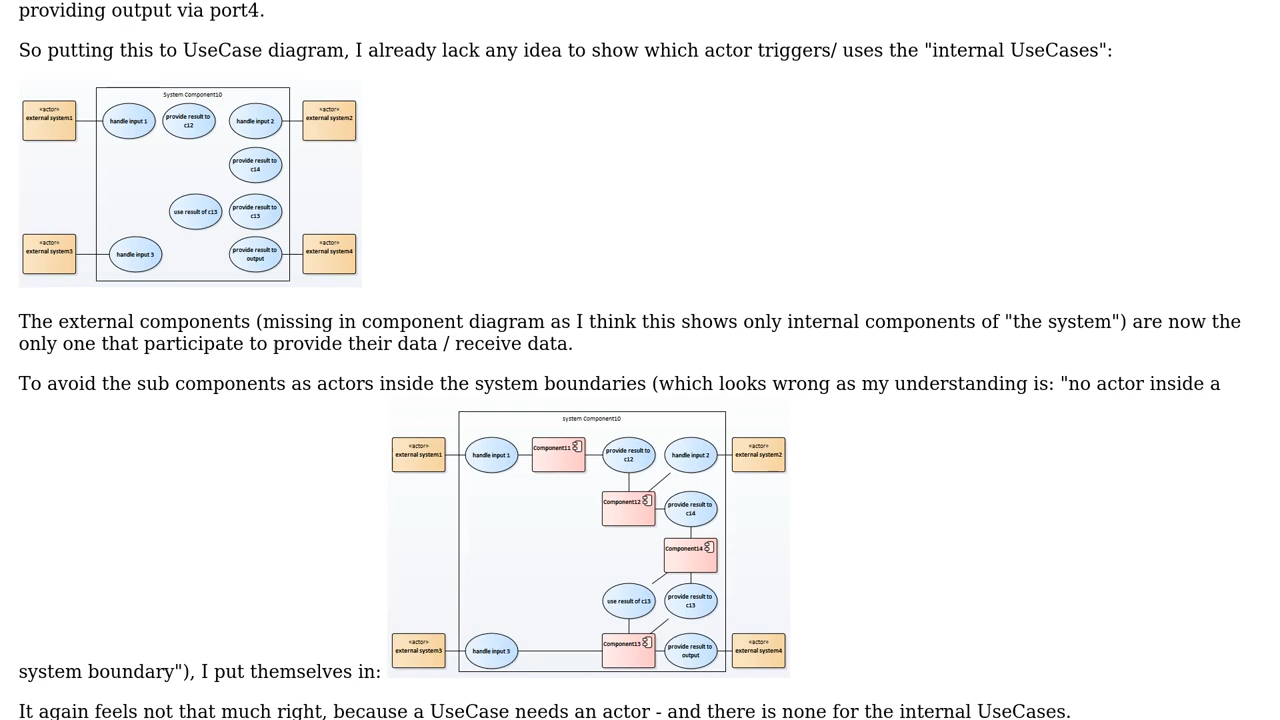 providing output via port4.
So putting this to UseCase diagram, I already lack any idea to show which actor triggers/ uses the "internal UseCases":
System Component10
«actor»
external system1
handle input 1
provide result to
c12
handle input 2
«actor»
external system2
provide result to
c14
use result of c13
provide result to
c13
«actor»
external system3
handle input 3
provide result to
output
«actor»
external system4
The external components (missing in component diagram as I think this shows only internal components of "the system") are now the
only one that participate to provide their data / receive data.
To avoid the sub components as actors inside the system boundaries (which looks wrong as my understanding is: "no actor inside a
system Component10
«actor»
external system1
handle input 1
Component11
provide result to
c12
handle input 2
«actor»
external system2
Component12
provide result to
c14
Component14
use result of c13
provide result to
c13
«actor»
external system3
handle input 3
Component13
provide result to
output
«actor»
external system4
system boundary"), I put themselves in:
It again feels not that much right, because a UseCase needs an actor - and there is none for the internal UseCases.